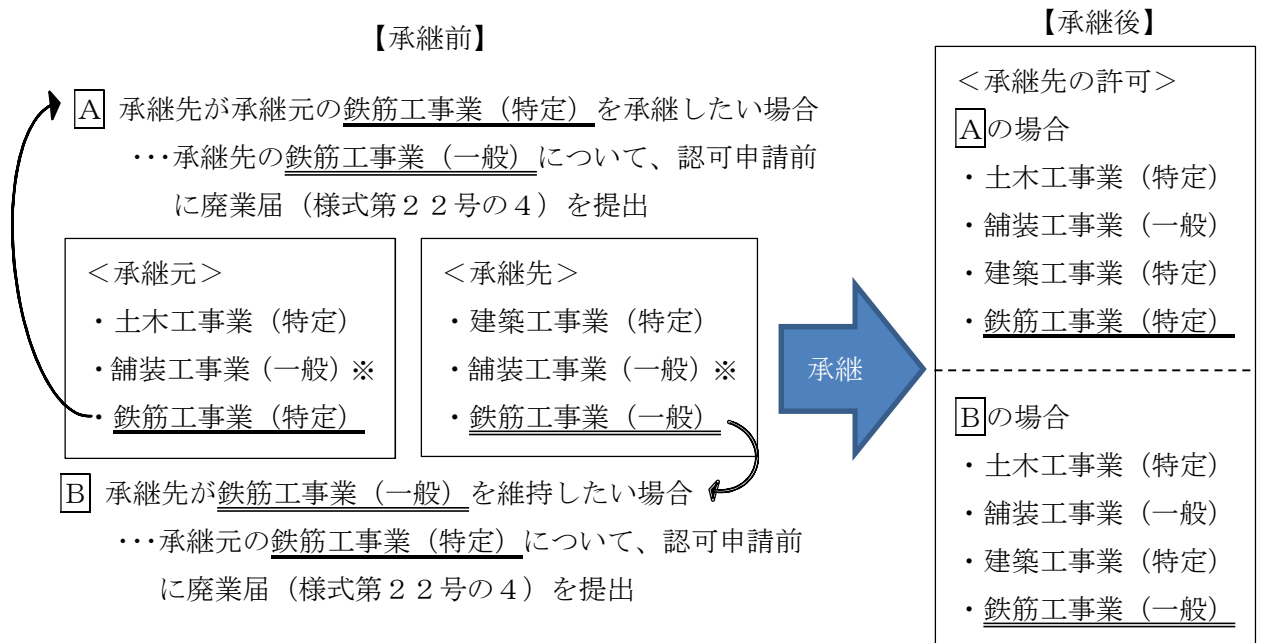 【承継前】
A 承継先が承継元の鉄筋工事業（特定）を承継したい場合
･･･承継先の鉄筋工事業（一般）について、認可申請前
に廃業届（様式第２２号の４）を提出
＜承継元＞
・土木工事業（特定）
・舗装工事業（一般）※
・鉄筋工事業（特定）
＜承継先＞
・建築工事業（特定）
・舗装工事業（一般）※
・鉄筋工事業（一般）
B 承継先が鉄筋工事業（一般）を維持したい場合
･･･承継元の鉄筋工事業（特定）について、認可申請前
に廃業届（様式第２２号の４）を提出
承継
【承継後】
＜承継先の許可＞
Aの場合
・土木工事業（特定）
・舗装工事業（一般）
・建築工事業（特定）
・鉄筋工事業（特定）
Bの場合
・土木工事業（特定）
・舗装工事業（一般）
・建築工事業（特定）
・鉄筋工事業（一般）